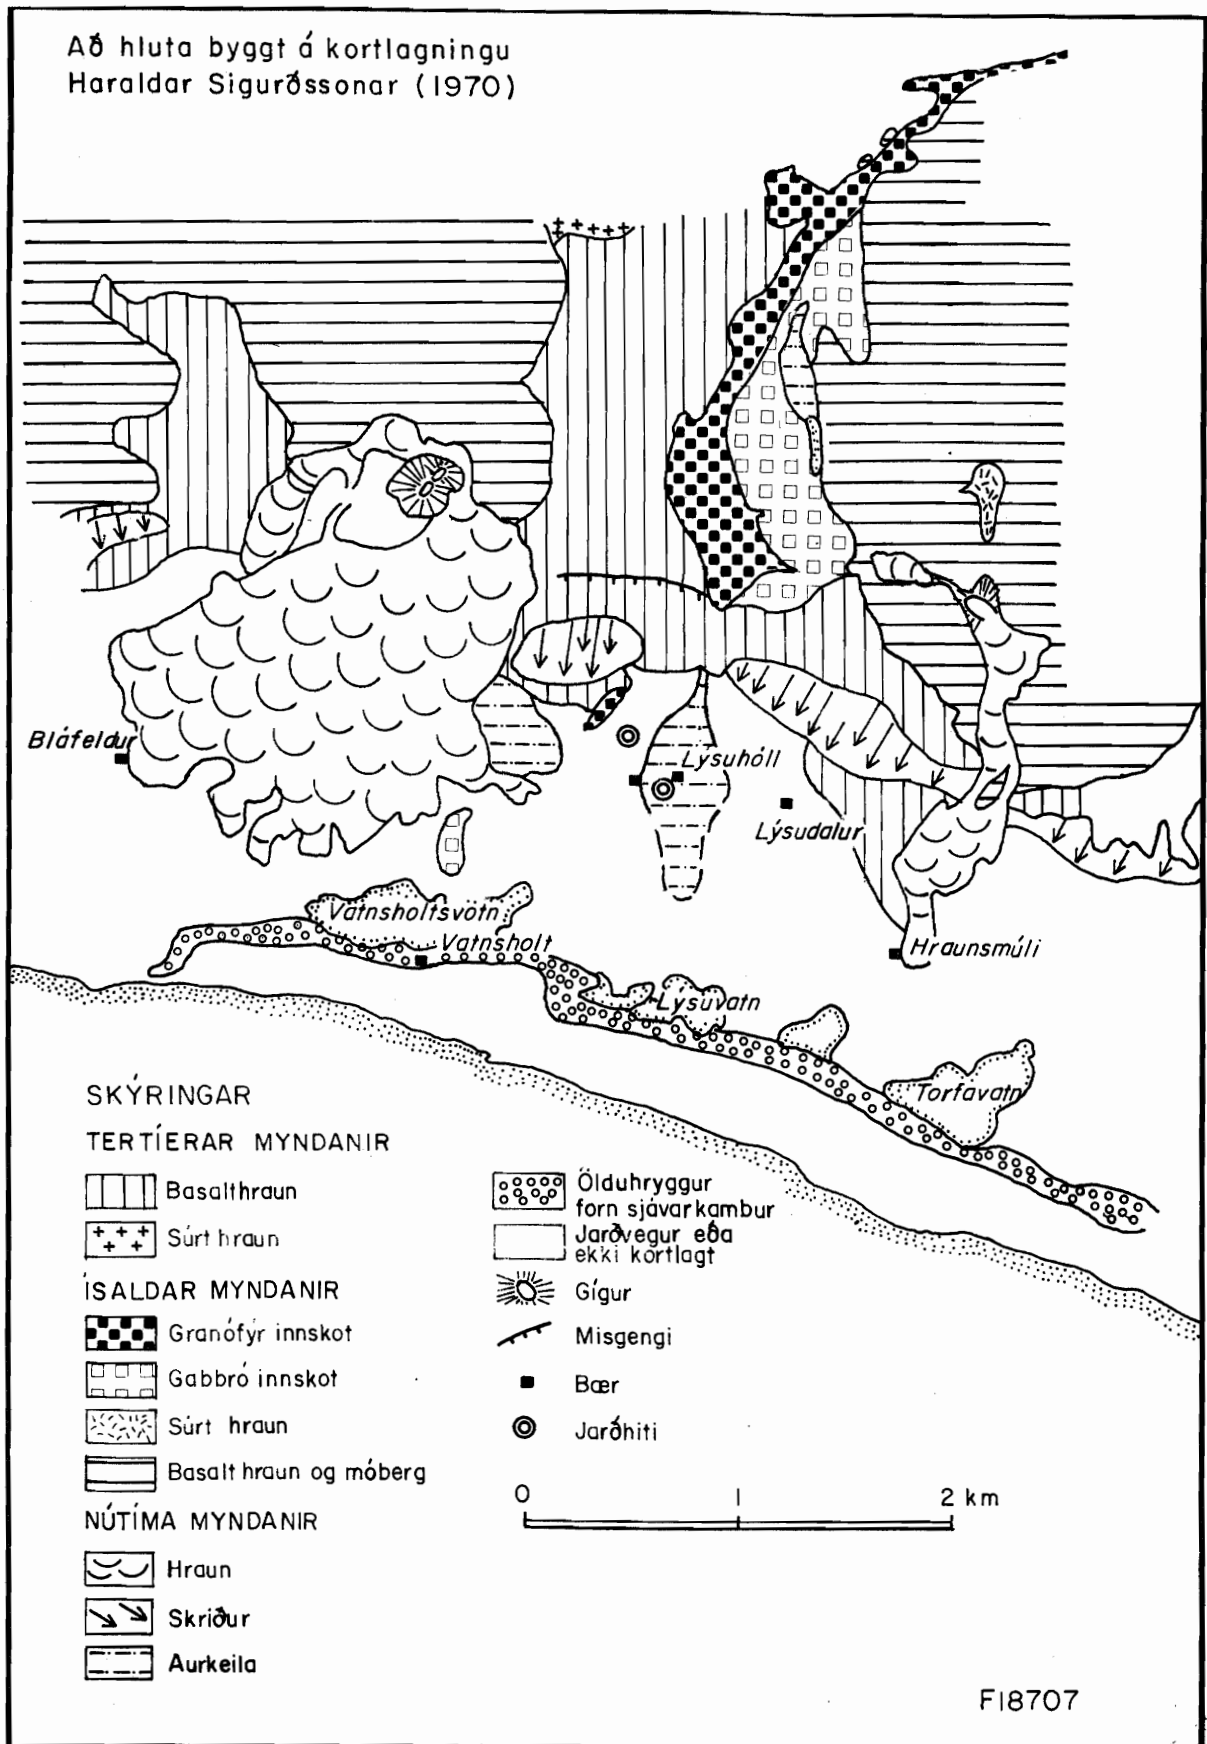 Að hluta byggt á kortlagningu
Haraldar Sigurðssonar (1970)
Bláfeldur
Lýsuhóll
Lýsudalur
Vatnsholtsvötn
Vatnsholt
Hraunsmúli
Lýsuvatn
Torfavatn
SKÝRINGAR
TERTÍERAR MYNDANIR
Basalthraun
Súrt hraun
ÍSALDAR MYNDANIR
Granófýr innskot
Gabbró innskot
Súrt hraun
Basalt hraun og móberg
NÚTÍMA MYNDANIR
Hraun
Skriður
Aurkeila
Ölduhryggur
forn sjávarkambur
Jarðvegur eða
ekki kortlagt
Gígur
Misgengi
Bær
Jarðhiti
0 1 2 km
F18707